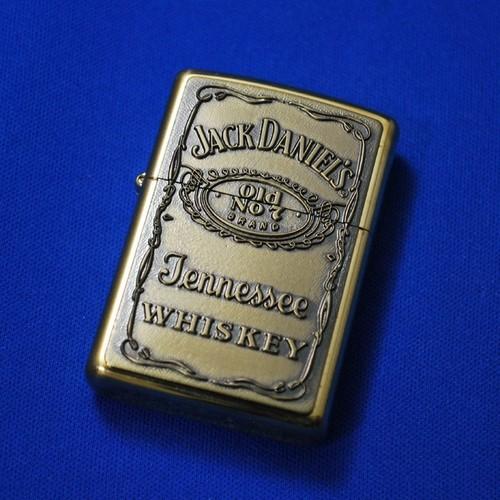 JACK DANIEL'S
Old
No 7
BRAND
Tennessee
WHISKEY